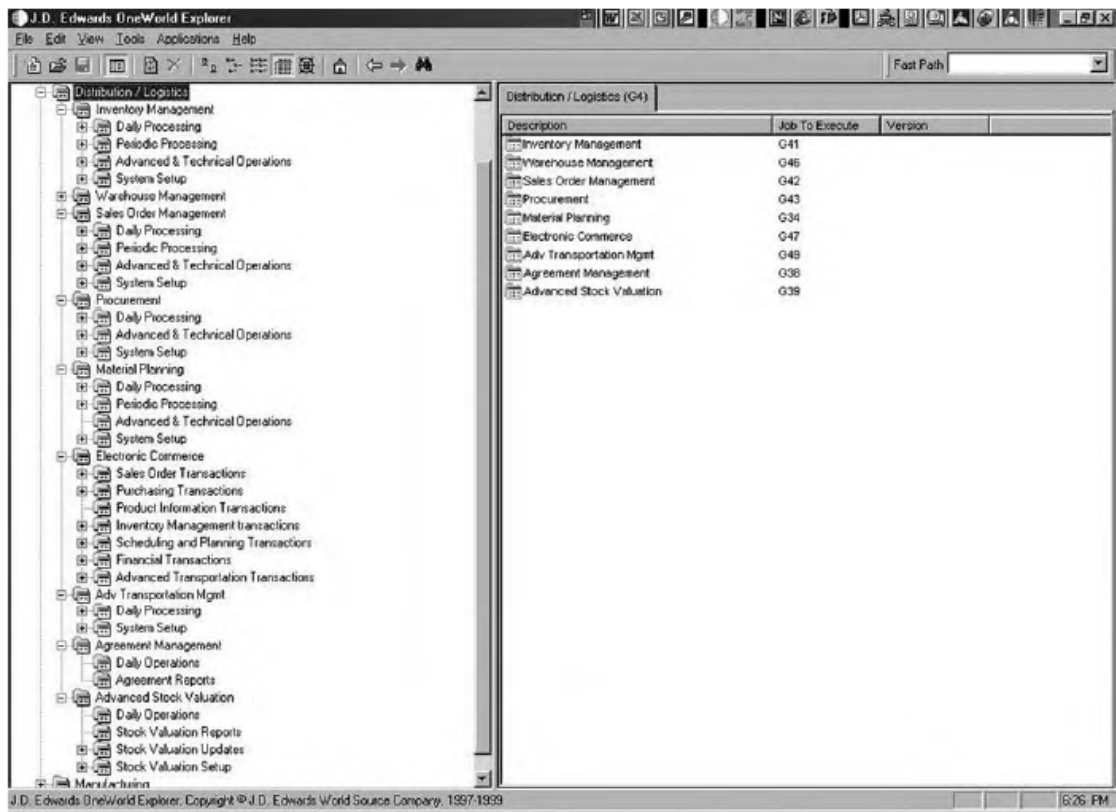 J.D. Edwards OneWorld Explorer
File Edit View Tools Applications Help
Fast Path
Distribution / Logistics
Inventory Management
Daily Processing
Periodic Processing
Advanced & Technical Operations
System Setup
Warehouse Management
Sales Order Management
Daily Processing
Periodic Processing
Advanced & Technical Operations
System Setup
Procurement
Daily Processing
Advanced & Technical Operations
System Setup
Material Planning
Daily Processing
Periodic Processing
Advanced & Technical Operations
System Setup
Electronic Commerce
Sales Order Transactions
Purchasing Transactions
Product Information Transactions
Inventory Management transactions
Scheduling and Planning Transactions
Financial Transactions
Advanced Transportation Transactions
Adv Transportation Mgmt
Daily Processing
System Setup
Agreement Management
Daily Operations
Agreement Reports
Advanced Stock Valuation
Daily Operations
Stock Valuation Reports
Stock Valuation Updates
Stock Valuation Setup
Manufacturing
Distribution / Logistics (G4)
Description Job To Execute Version
Inventory Management G41
Warehouse Management G46
Sales Order Management G42
Procurement G43
Material Planning G34
Electronic Commerce G47
Adv Transportation Mgmt G49
Agreement Management G38
Advanced Stock Valuation G39
J.D. Edwards OneWorld Explorer, Copyright © J.D. Edwards World Source Company, 1997-1999
6:26 PM